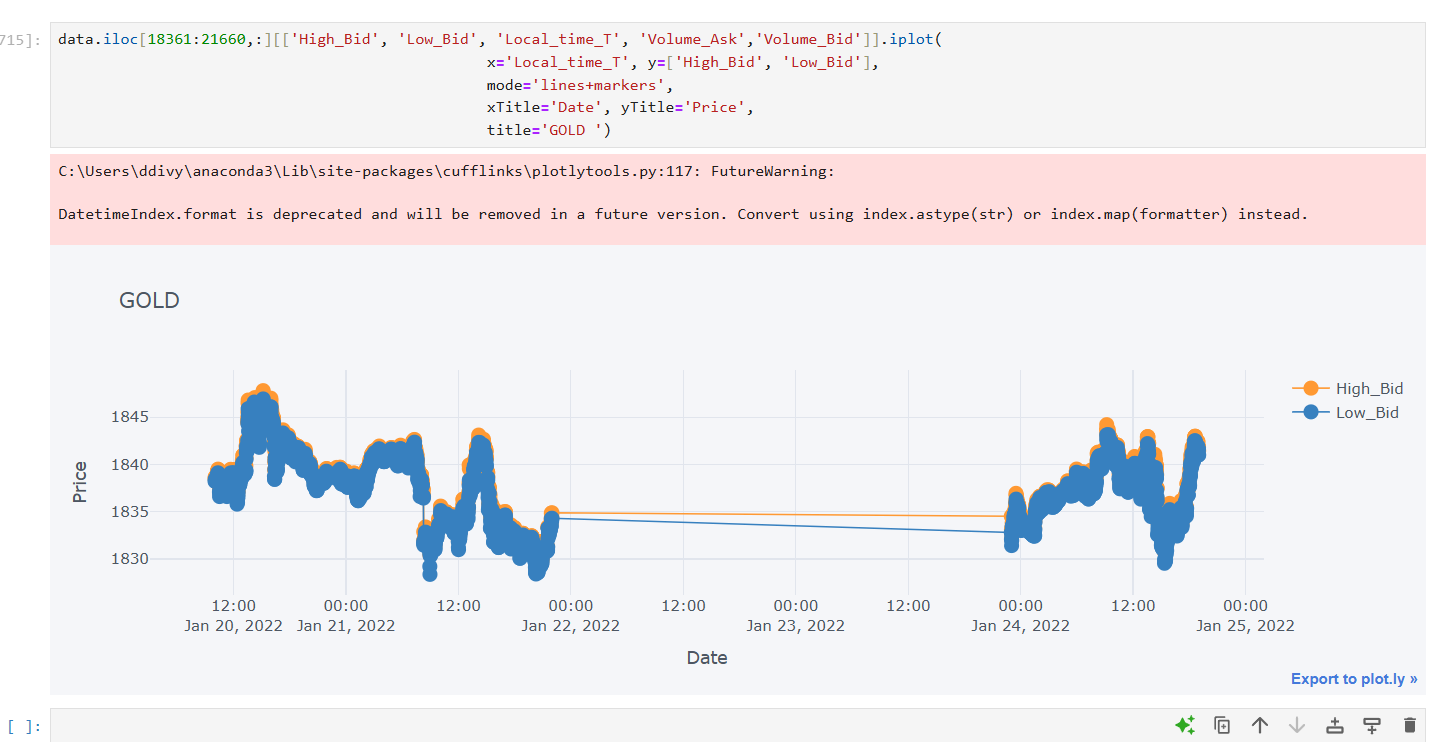 715]:
data.iloc[18361:21660,:][['High_Bid', 'Low_Bid', 'Local_time_T', 'Volume_Ask','Volume_Bid']].iplot(
x='Local_time_T', y=['High_Bid', 'Low_Bid'],
mode='lines+markers',
xTitle='Date', yTitle='Price',
title='GOLD ')
C:\Users\ddivy\anaconda3\Lib\site-packages\cufflinks\plotlytools.py:117: FutureWarning:
DatetimeIndex.format is deprecated and will be removed in a future version. Convert using index.astype(str) or index.map(formatter) instead.
GOLD
High_Bid
Low_Bid
Price
1845
1840
1835
1830
12:00 00:00 12:00 00:00 12:00 00:00 12:00 00:00 12:00 00:00
Jan 20, 2022 Jan 21, 2022 Jan 22, 2022 Jan 23, 2022 Jan 24, 2022 Jan 25, 2022
Date
Export to plot.ly »
[ ]: